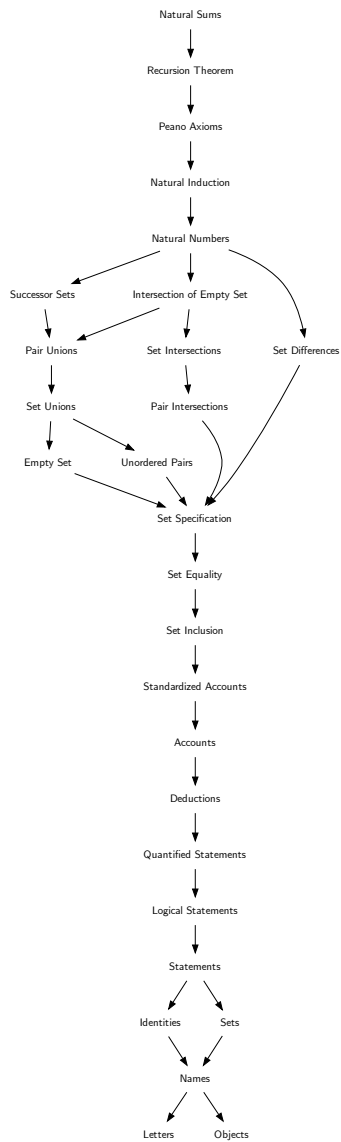 Natural Sums
Recursion Theorem
Peano Axioms
Natural Induction
Natural Numbers
Successor Sets
Intersection of Empty Set
Pair Unions
Set Intersections
Set Differences
Set Unions
Pair Intersections
Empty Set
Unordered Pairs
Set Specification
Set Equality
Set Inclusion
Standardized Accounts
Accounts
Deductions
Quantified Statements
Logical Statements
Statements
Identities
Sets
Names
Letters
Objects